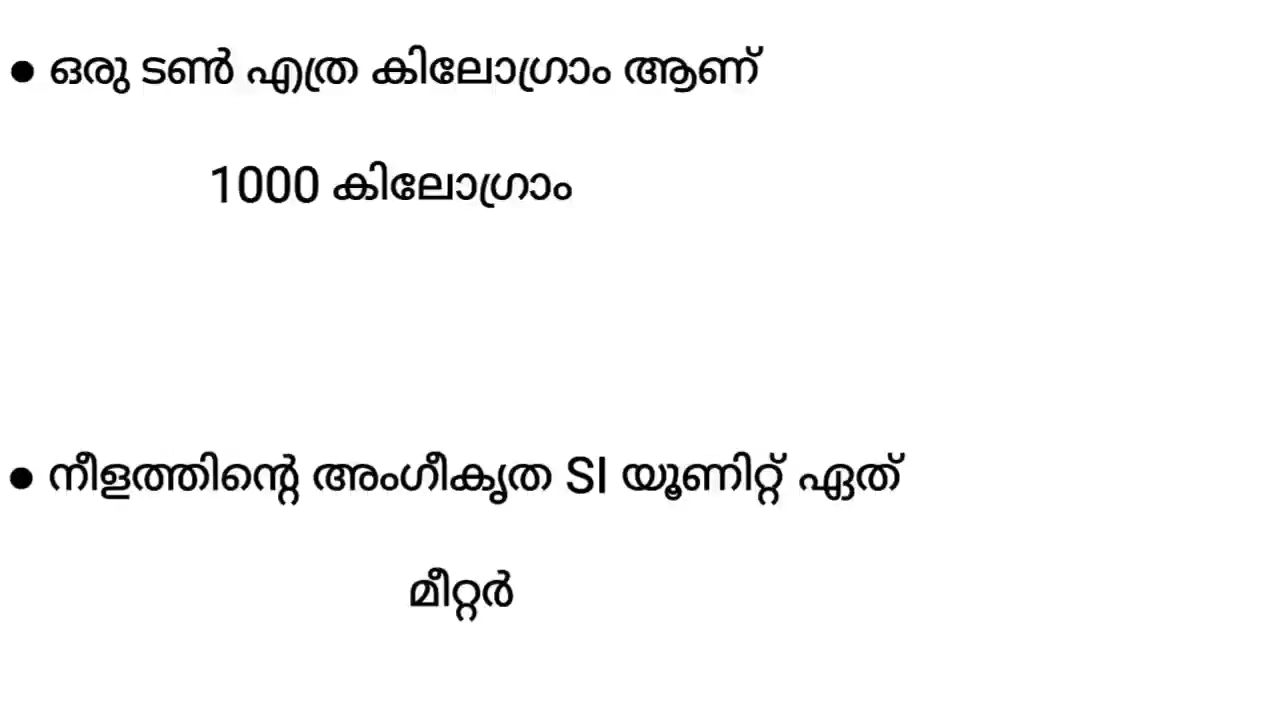 ● ഒരു ടൺ എത്ര കിലോഗ്രാം ആണ്
1000 കിലോഗ്രാം
● നീളത്തിന്റെ അംഗീകൃത SI യൂണിറ്റ് ഏത്
മീറ്റർ